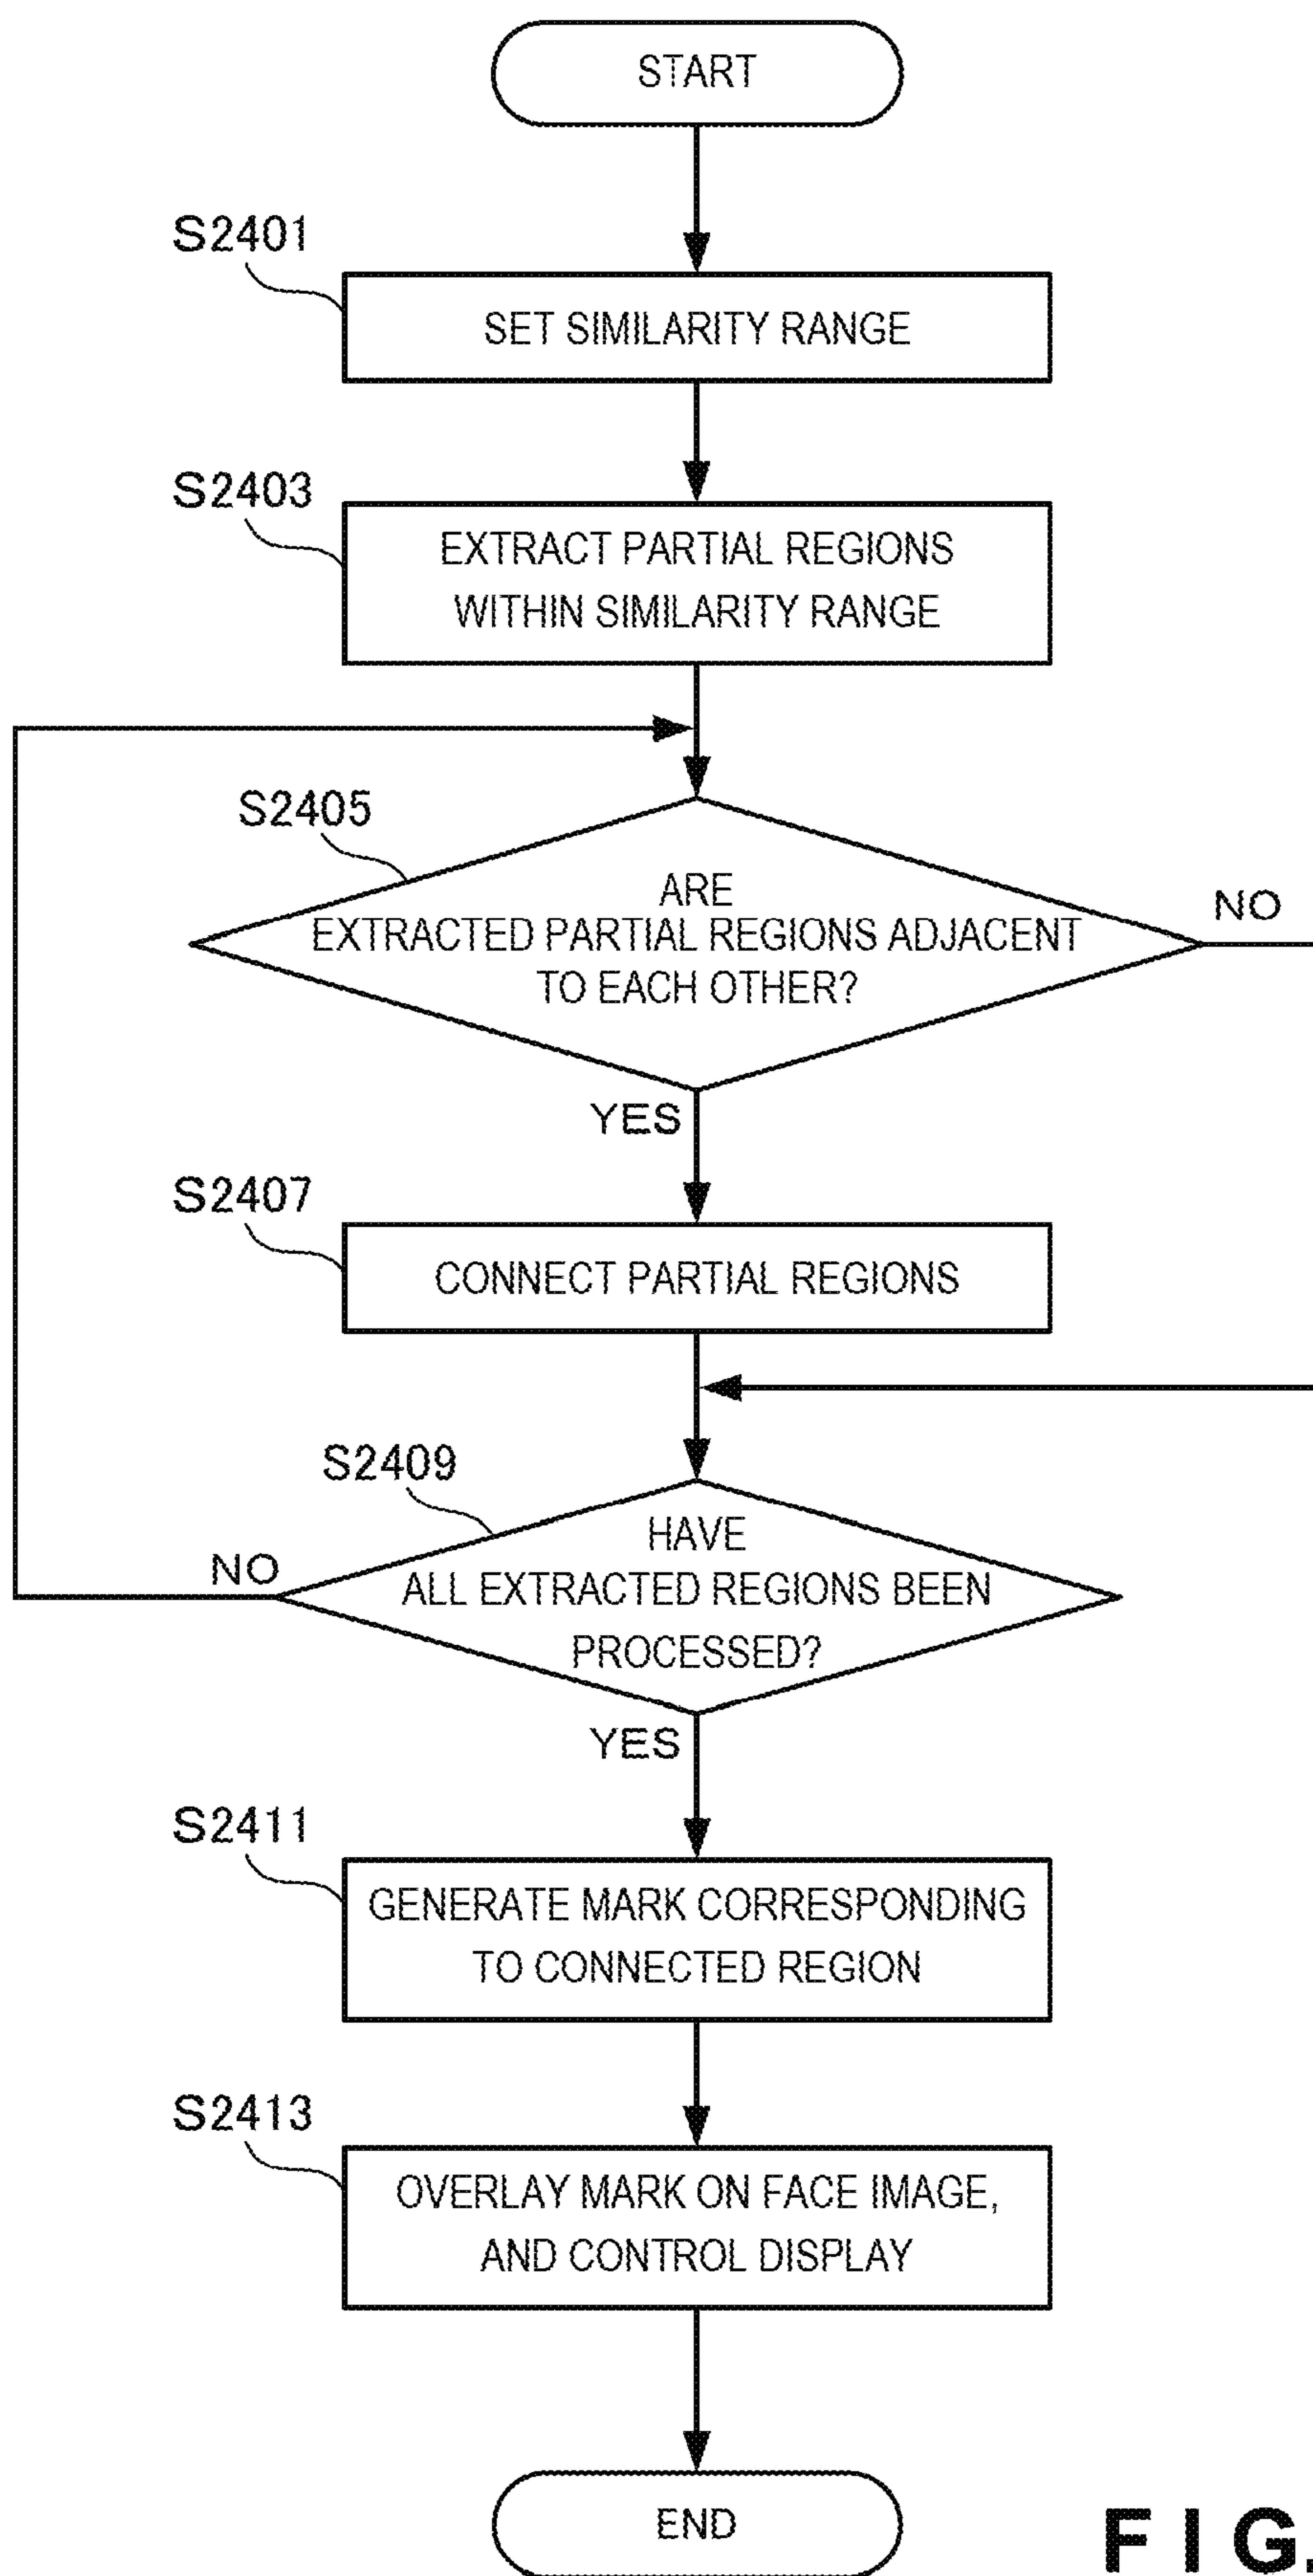 START
S2401
SET SIMILARITY RANGE
S2403
EXTRACT PARTIAL REGIONS
WITHIN SIMILARITY RANGE
S2405
ARE
EXTRACTED PARTIAL REGIONS ADJACENT
TO EACH OTHER?
NO
YES
S2407
CONNECT PARTIAL REGIONS
S2409
HAVE
ALL EXTRACTED REGIONS BEEN
PROCESSED?
NO
YES
S2411
GENERATE MARK CORRESPONDING
TO CONNECTED REGION
S2413
OVERLAY MARK ON FACE IMAGE,
AND CONTROL DISPLAY
END
FIG.